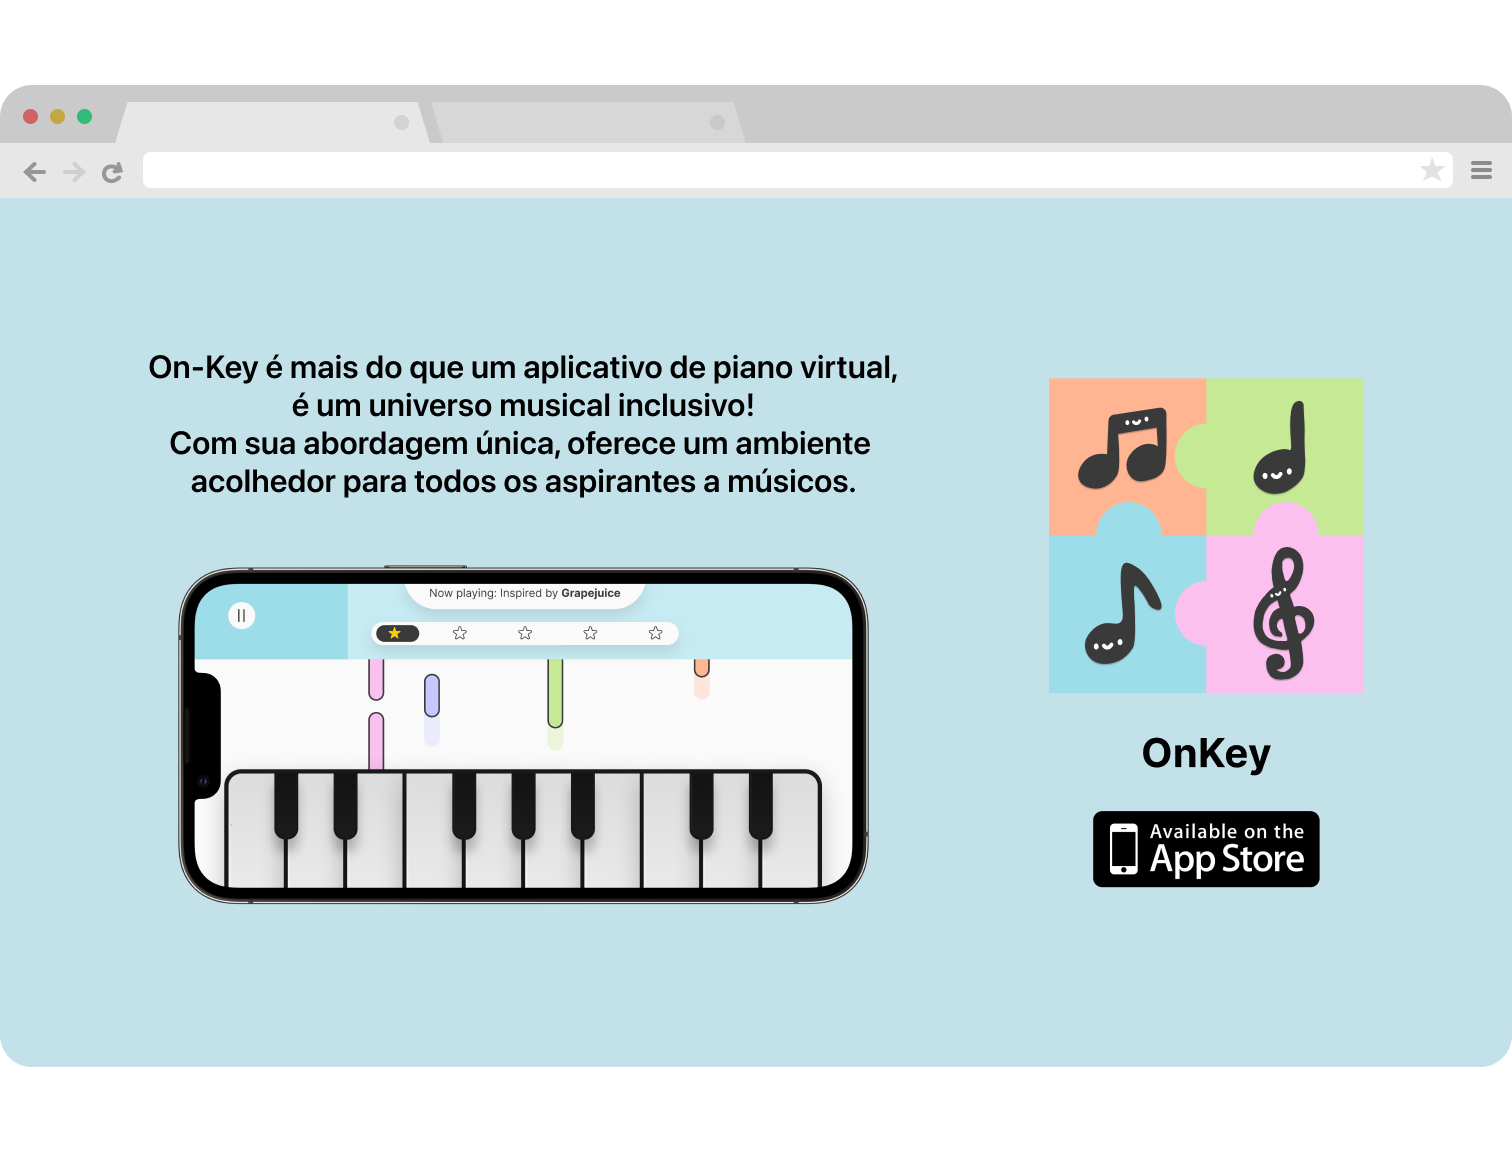 On-Key é mais do que um aplicativo de piano virtual,
é um universo musical inclusivo!
Com sua abordagem única, oferece um ambiente
acolhedor para todos os aspirantes a músicos.
Now playing: Inspired by Grapejuice
OnKey
Available on the
App Store